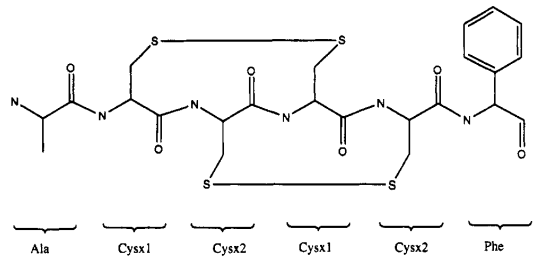 S S
O O O
N N N N N N
O O O
S S
Ala Cysx1 Cysx2 Cysx1 Cysx2 Phe